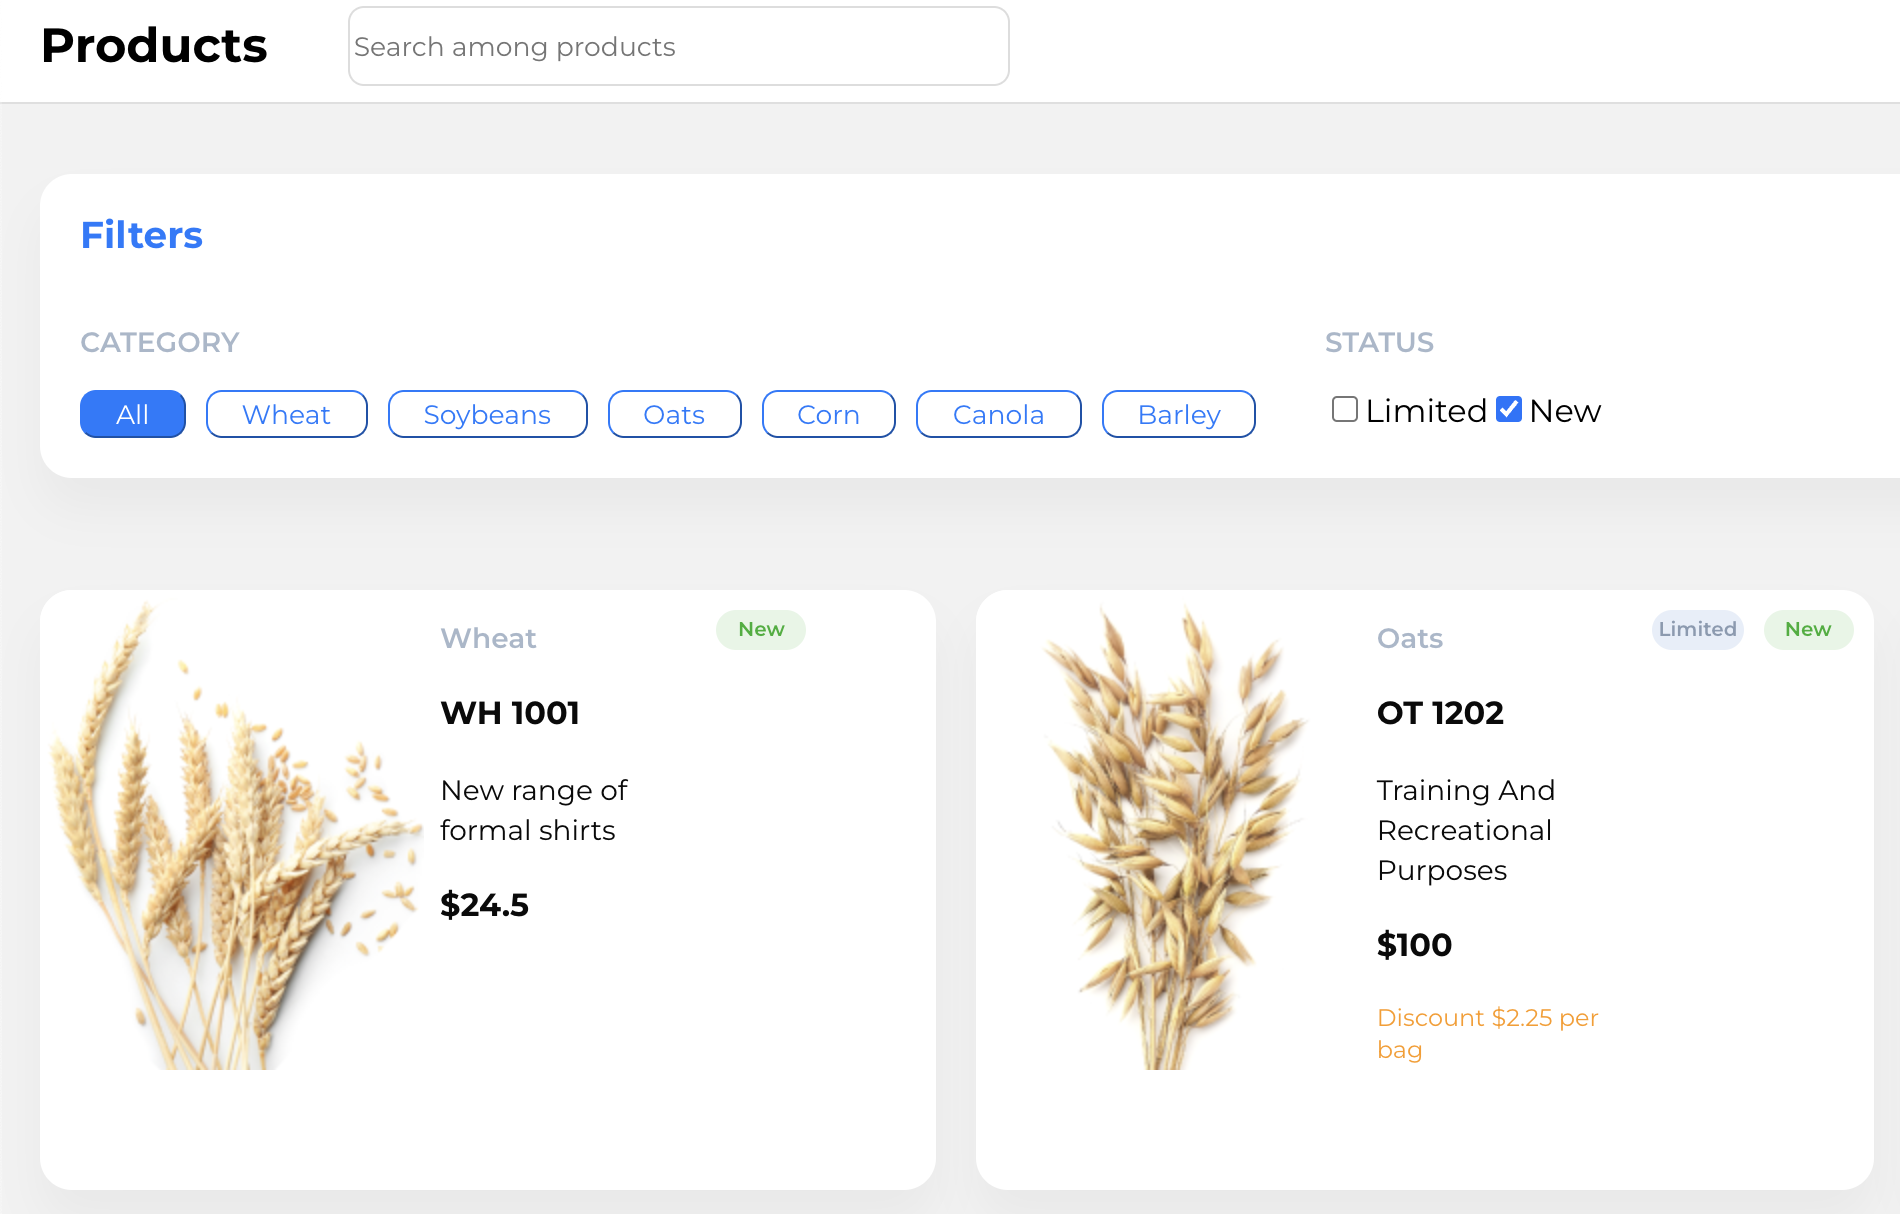 Products
Search among products
Filters
CATEGORY
STATUS
All Wheat Soybeans Oats Corn Canola Barley
Limited New
Wheat
New
WH 1001
New range of
formal shirts
$24.5
Oats
Limited
New
OT 1202
Training And
Recreational
Purposes
$100
Discount $2.25 per
bag